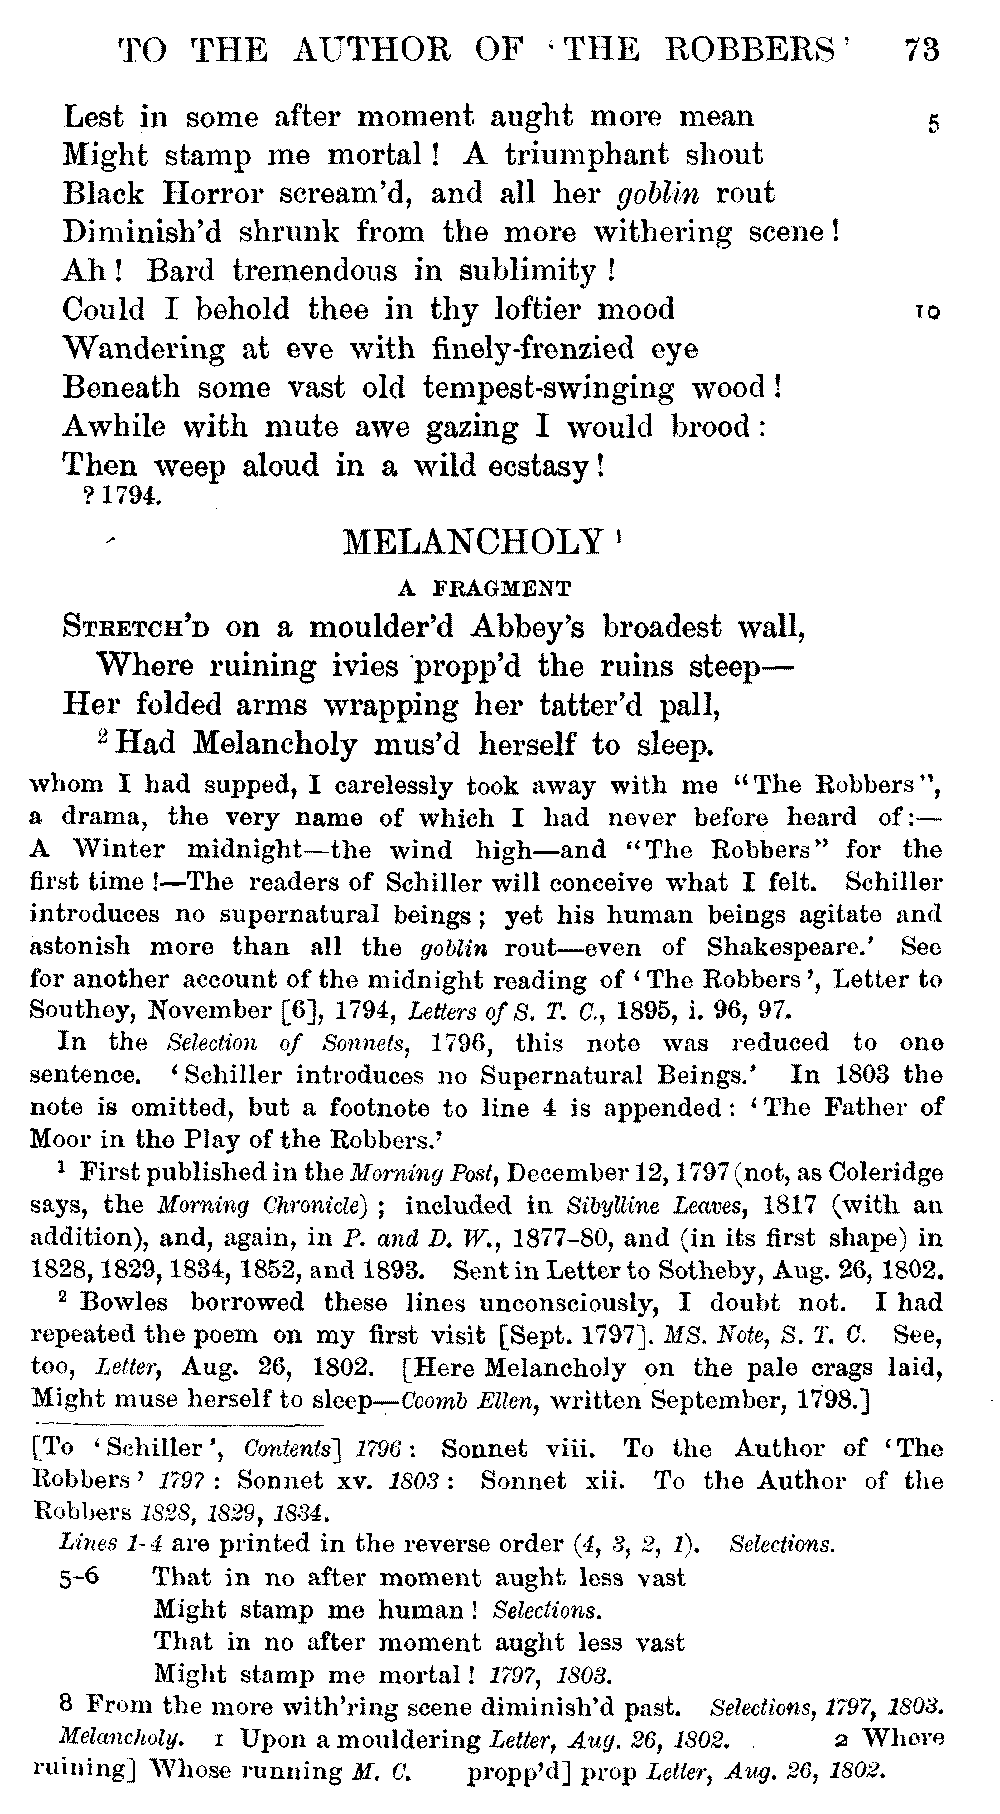 TO THE AUTHOR OF ‘THE ROBBERS’ 73
Lest in some after moment aught more mean 5
Might stamp me mortal! A triumphant shout
Black Horror scream’d, and all her goblin rout
Diminish’d shrunk from the more withering scene!
Ah! Bard tremendous in sublimity!
Could I behold thee in thy loftier mood 10
Wandering at eve with finely-frenzied eye
Beneath some vast old tempest-swinging wood!
Awhile with mute awe gazing I would brood:
Then weep aloud in a wild ecstasy!
? 1794.
MELANCHOLY ¹
A FRAGMENT
STRETCH’D on a moulder’d Abbey’s broadest wall,
Where ruining ivies propp’d the ruins steep—
Her folded arms wrapping her tatter’d pall,
² Had Melancholy mus’d herself to sleep.
whom I had supped, I carelessly took away with me “The Robbers”,
a drama, the very name of which I had never before heard of:—
A Winter midnight—the wind high—and “The Robbers” for the
first time!—The readers of Schiller will conceive what I felt. Schiller
introduces no supernatural beings; yet his human beings agitate and
astonish more than all the goblin rout—even of Shakespeare.’ See
for another account of the midnight reading of ‘The Robbers’, Letter to
Southey, November [6], 1794, Letters of S. T. C., 1895, i. 96, 97.
In the Selection of Sonnets, 1796, this note was reduced to one
sentence. ‘Schiller introduces no Supernatural Beings.’ In 1803 the
note is omitted, but a footnote to line 4 is appended: ‘The Father of
Moor in the Play of the Robbers.’
¹ First published in the Morning Post, December 12, 1797 (not, as Coleridge
says, the Morning Chronicle); included in Sibylline Leaves, 1817 (with an
addition), and, again, in P. and D. W., 1877-80, and (in its first shape) in
1828, 1829, 1834, 1852, and 1893. Sent in Letter to Sotheby, Aug. 26, 1802.
² Bowles borrowed these lines unconsciously, I doubt not. I had
repeated the poem on my first visit [Sept. 1797]. MS. Note, S. T. C. See,
too, Letter, Aug. 26, 1802. [Here Melancholy on the pale crags laid,
Might muse herself to sleep—Coomb Ellen, written September, 1798.]
[To ‘Schiller’, Contents] 1796: Sonnet viii. To the Author of ‘The
Robbers’ 1797: Sonnet xv. 1803: Sonnet xii. To the Author of the
Robbers 1828, 1829, 1834.
Lines 1-4 are printed in the reverse order (4, 3, 2, 1). Selections.
5-6 That in no after moment aught less vast
Might stamp me human! Selections.
That in no after moment aught less vast
Might stamp me mortal! 1797, 1803.
8 From the more with’ring scene diminish’d past. Selections, 1797, 1803.
Melancholy. 1 Upon a mouldering Letter, Aug. 26, 1802. 2 Where
ruining] Whose running M. C. propp’d] prop Letter, Aug. 26, 1802.